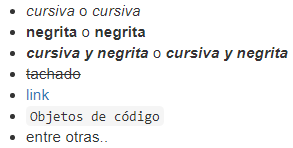 cursiva o cursiva
negrita o negrita
cursiva y negrita o cursiva y negrita
tachado
link
Objetos de código
entre otras..